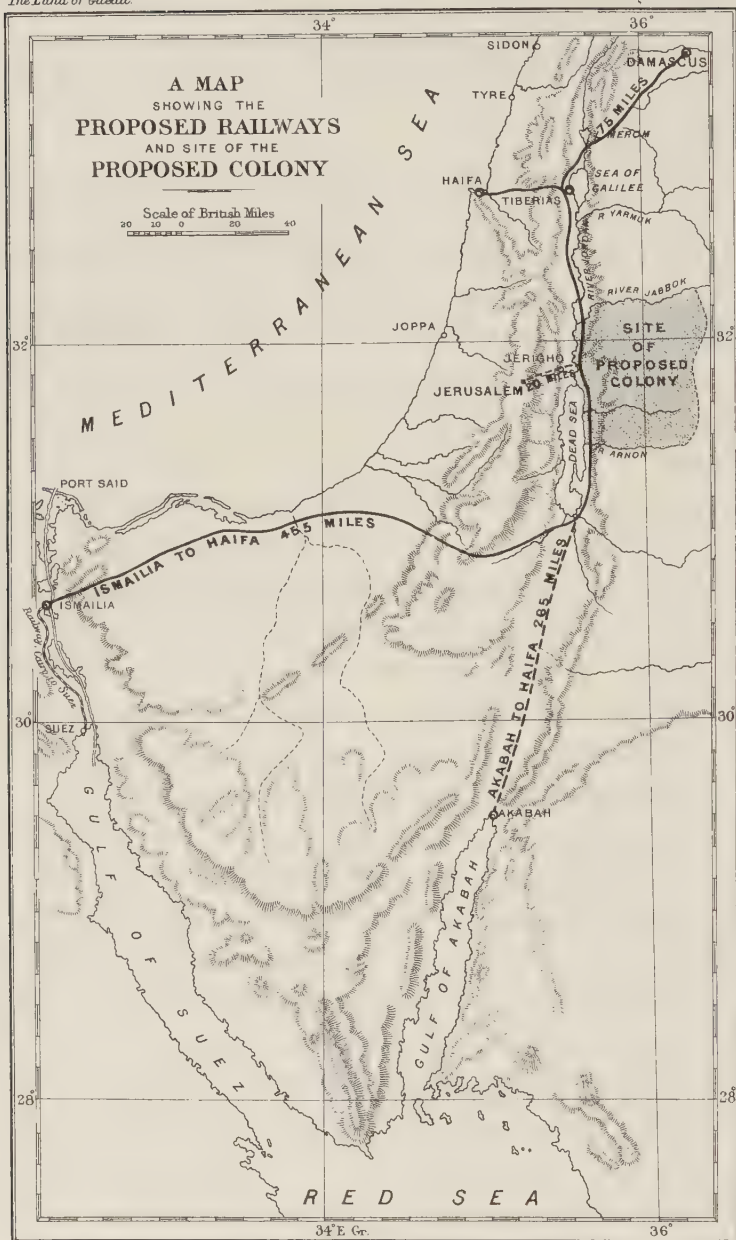 The Land of Gilead.
34°
36°
A MAP
SHOWING THE
PROPOSED RAILWAYS
AND SITE OF THE
PROPOSED COLONY
Scale of British Miles
20 10 0 20 40
SIDON
DAMASCUS
TYRE
75 MILES
MEROM
HAIFA
SEA OF
GALILEE
TIBERIAS
R. YARMUK
RIVER JORDAN
RIVER JABBOK
MEDITERRANEAN SEA
32°
32°
JOPPA
SITE
OF
PROPOSED
COLONY
JERICHO
JERUSALEM
20 MILES
DEAD SEA
R. ARNON
PORT SAID
ISMAILIA TO HAIFA 465 MILES
ISMAILIA
Suez
AKABAH TO HAIFA 285 MILES
30°
30°
SUEZ
AKABAH
GULF OF SUEZ
GULF OF AKABAH
28°
28°
RED SEA
34° E Gr.
36°